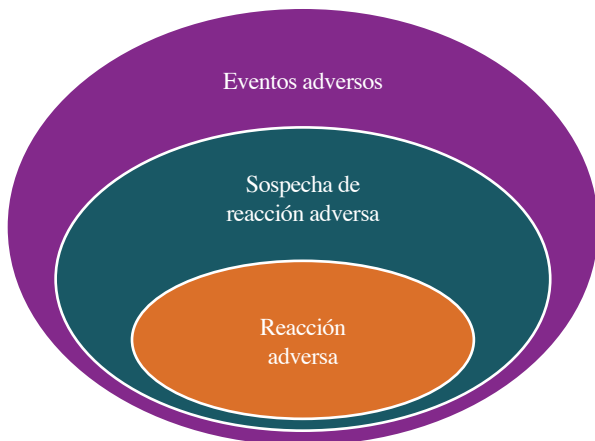 Eventos adversos
Sospecha de
reacción adversa
Reacción
adversa